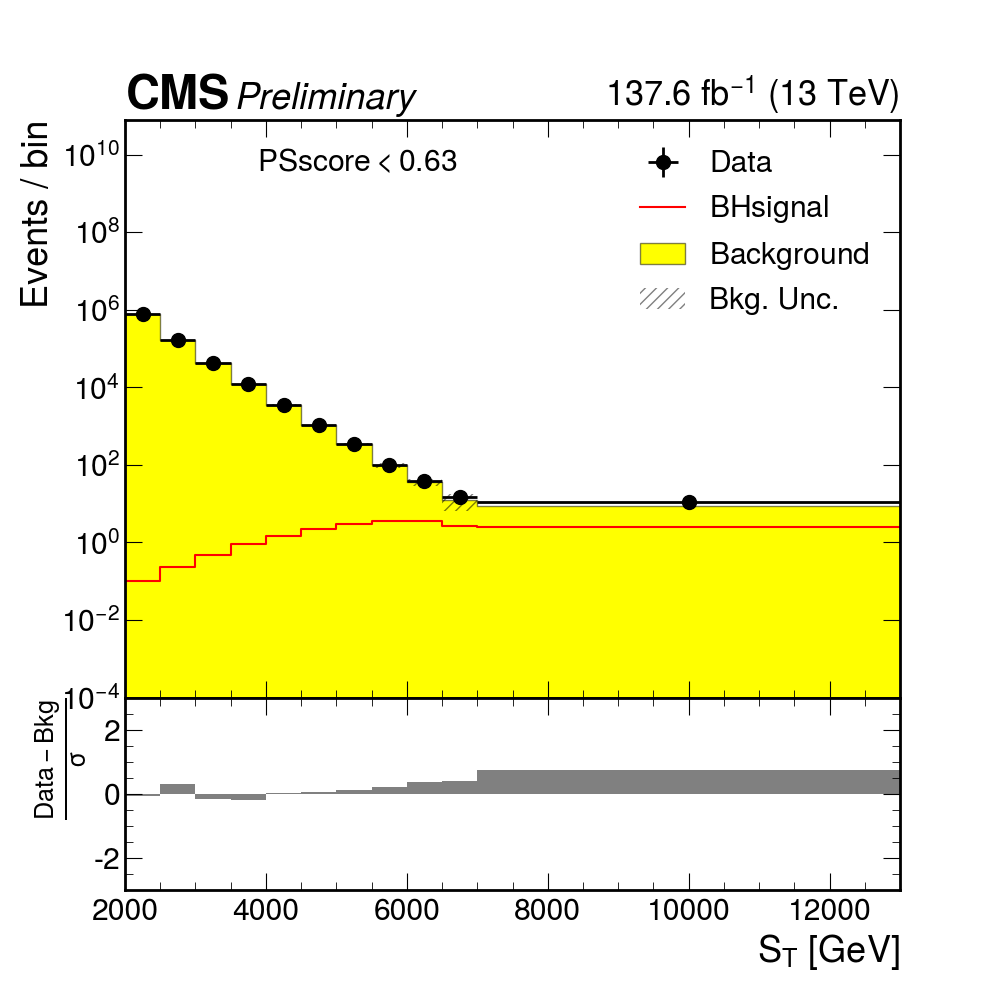 CMS Preliminary 137.6 fb⁻¹ (13 TeV)
Events / bin
PSscore < 0.63
Data
BHsignal
Background
Bkg. Unc.
10¹⁰
10⁸
10⁶
10⁴
10²
10⁰
10⁻²
10⁻⁴
Data − Bkg
σ
2
0
-2
2000 4000 6000 8000 10000 12000
S_T [GeV]